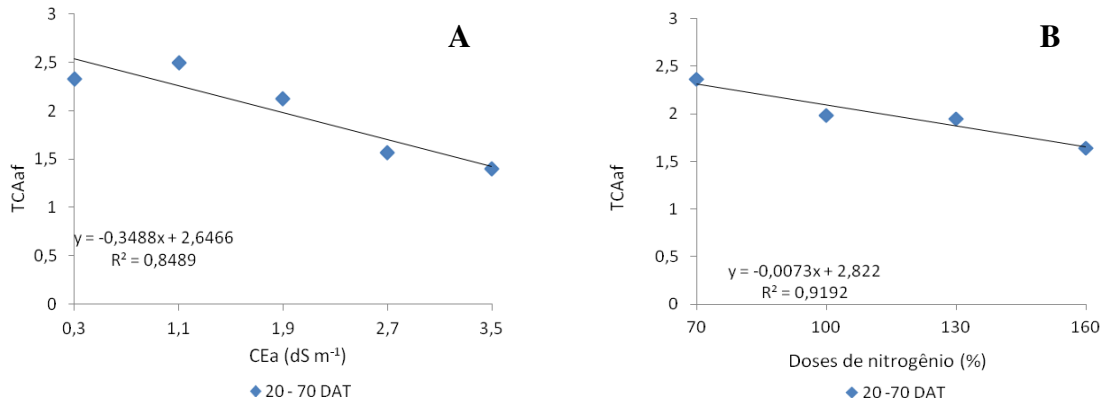 A
3
2,5
2
1,5
1
0,5
0
TCAaf
y = -0,3488x + 2,6466
R² = 0,8489
0,3 1,1 1,9 2,7 3,5
CEa (dS m⁻¹)
20 - 70 DAT
B
3
2,5
2
1,5
1
0,5
0
TCAaf
y = -0,0073x + 2,822
R² = 0,9192
70 100 130 160
Doses de nitrogênio (%)
20 -70 DAT